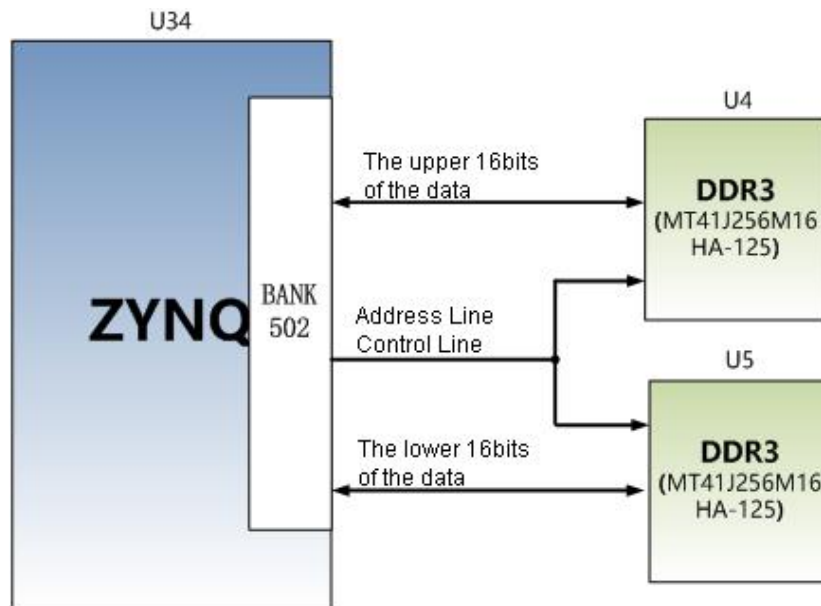 U34
ZYNQ
BANK
502
The upper 16bits
of the data
Address Line
Control Line
The lower 16bits
of the data
U4
DDR3
(MT41J256M16
HA-125)
U5
DDR3
(MT41J256M16
HA-125)